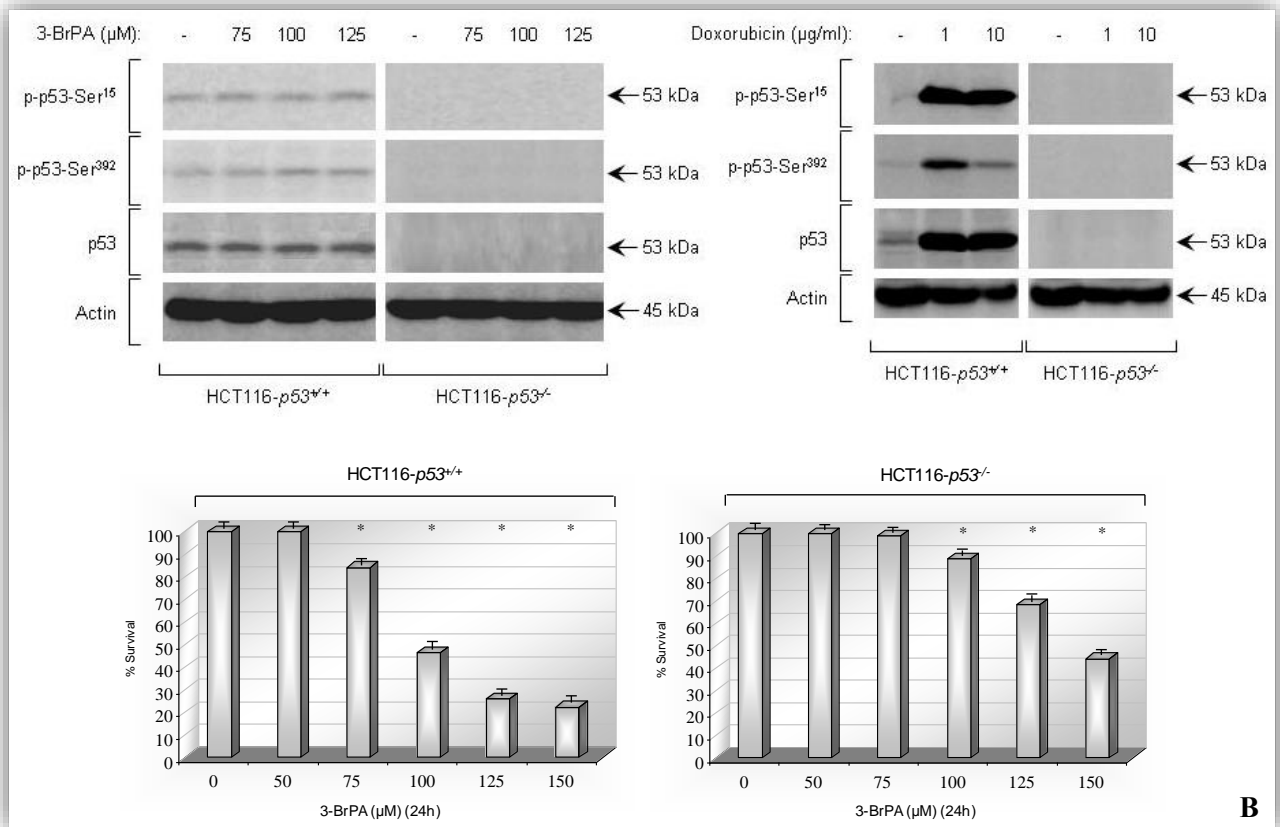 3-BrPA (µM): - 75 100 125 - 75 100 125
p-p53-Ser15 53 kDa
p-p53-Ser392 53 kDa
p53 53 kDa
Actin 45 kDa
HCT116-p53+/+ HCT116-p53-/-
Doxorubicin (µg/ml): - 1 10 - 1 10
p-p53-Ser15 53 kDa
p-p53-Ser392 53 kDa
p53 53 kDa
Actin 45 kDa
HCT116-p53+/+ HCT116-p53-/-
HCT116-p53+/+
* * * *
100
90
80
70
60
50
40
30
20
10
0
% Survival
0 50 75 100 125 150
3-BrPA (µM) (24h)
HCT116-p53-/-
* * *
100
90
80
70
60
50
40
30
20
10
0
% Survival
0 50 75 100 125 150
3-BrPA (µM) (24h)
B